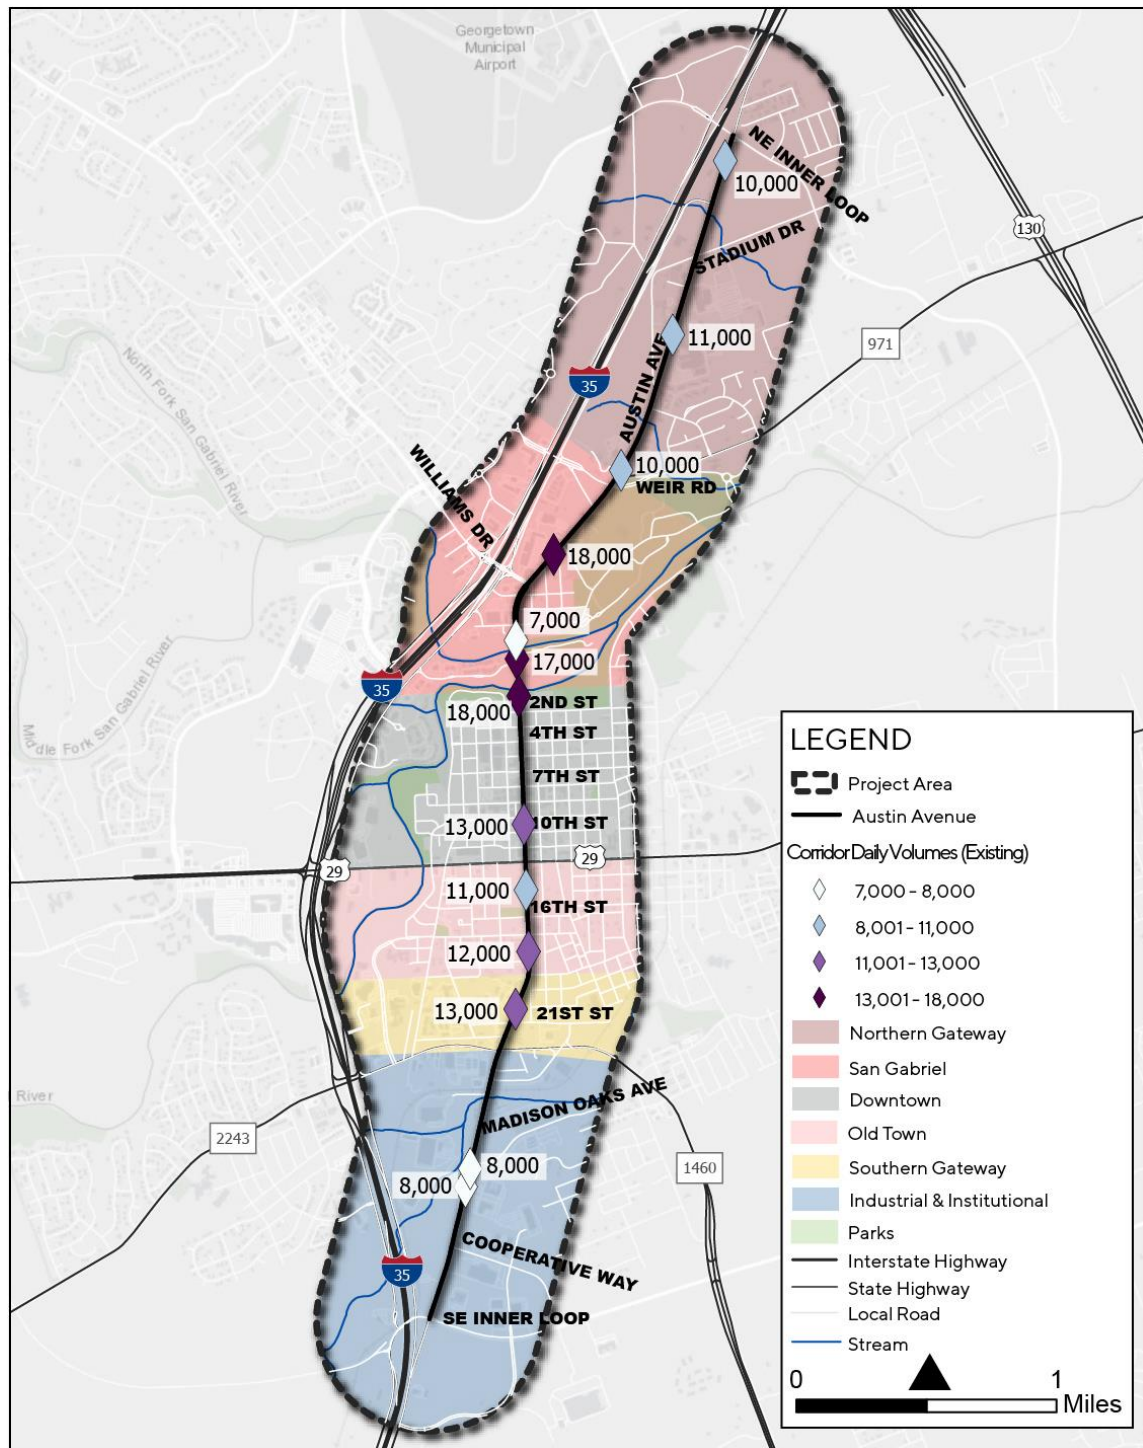 Georgetown
Municipal
Airport
NE INNER LOOP
10,000
130
STADIUM DR
11,000
971
35
AUSTIN AVE
North Fork San Gabriel River
WILLIAMS DR
10,000
WEIR RD
18,000
7,000
17,000
35
2ND ST
18,000
4TH ST
Middle Fork San Gabriel River
7TH ST
13,000
10TH ST
29
29
11,000
16TH ST
12,000
13,000
21ST ST
River
MADISON OAKS AVE
2243
1460
8,000
8,000
COOPERATIVE WAY
35
SE INNER LOOP
LEGEND
Project Area
Austin Avenue
Corridor Daily Volumes (Existing)
7,000 - 8,000
8,001 - 11,000
11,001 - 13,000
13,001 - 18,000
Northern Gateway
San Gabriel
Downtown
Old Town
Southern Gateway
Industrial & Institutional
Parks
Interstate Highway
State Highway
Local Road
Stream
0 1
Miles